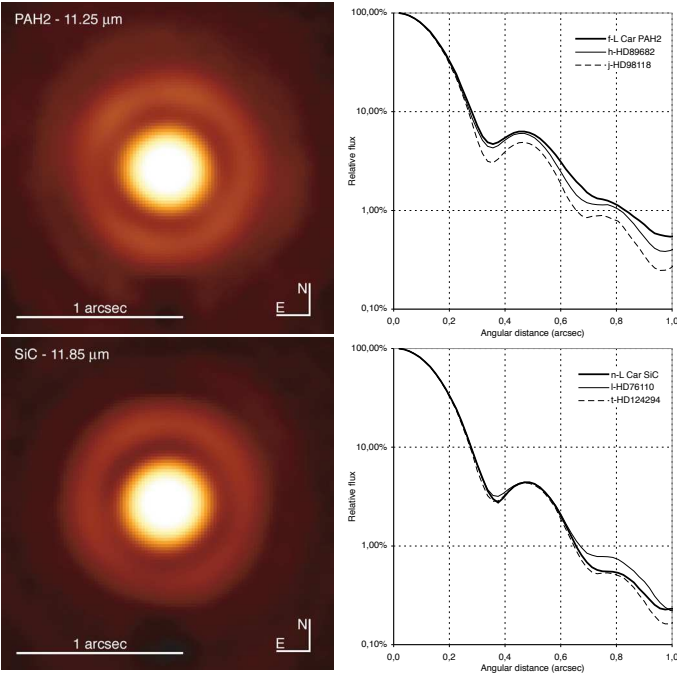 PAH2 - 11.25 μm
N
E
1 arcsec
100,00%
10,00%
1,00%
0,10%
Relative flux
f-L Car PAH2
h-HD89682
j-HD98118
0,0 0,2 0,4 0,6 0,8 1,0
Angular distance (arcsec)
SiC - 11.85 μm
N
E
1 arcsec
100,00%
10,00%
1,00%
0,10%
Relative flux
n-L Car SiC
l-HD76110
t-HD124294
0,0 0,2 0,4 0,6 0,8 1,0
Angular distance (arcsec)